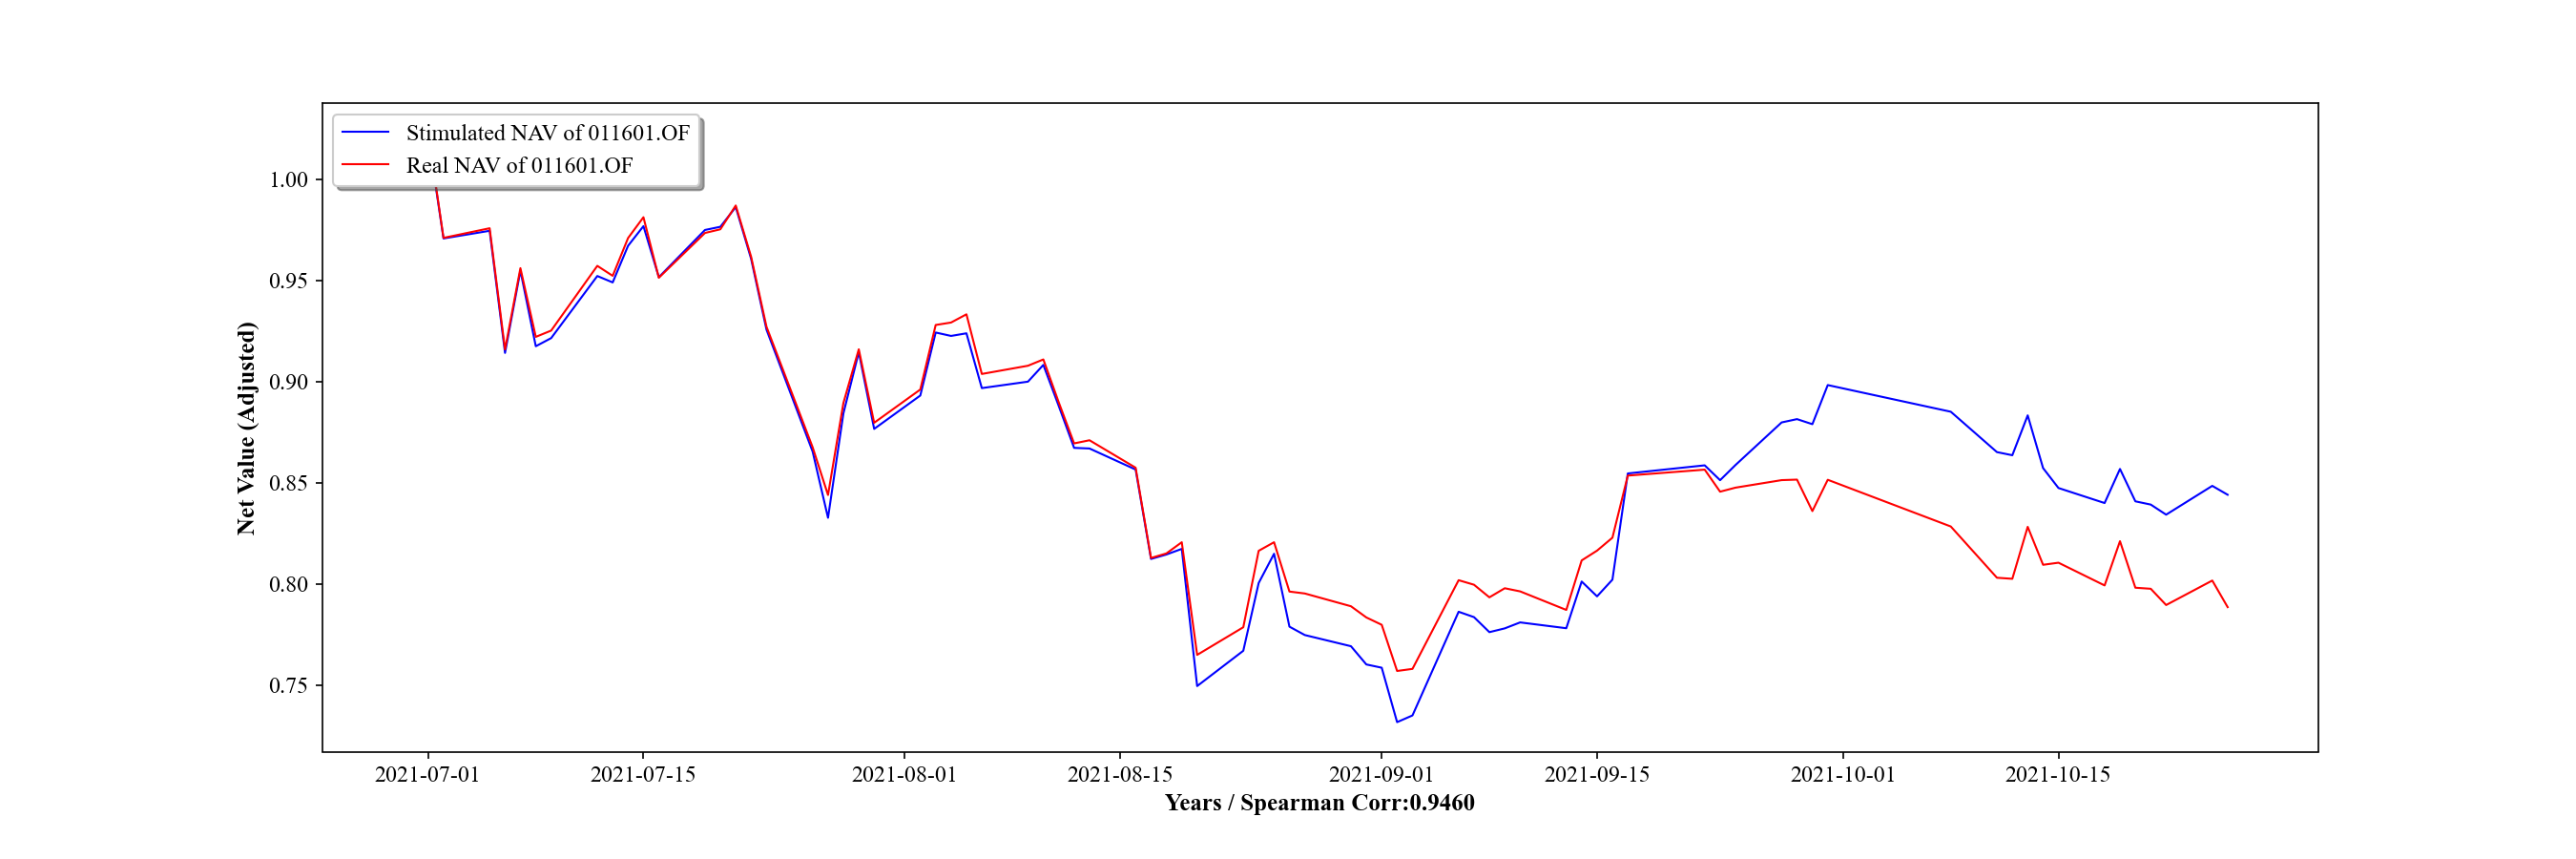 Stimulated NAV of 011601.OF
Real NAV of 011601.OF
1.00
0.95
0.90
0.85
0.80
0.75
Net Value (Adjusted)
2021-07-01 2021-07-15 2021-08-01 2021-08-15 2021-09-01 2021-09-15 2021-10-01 2021-10-15
Years / Spearman Corr:0.9460